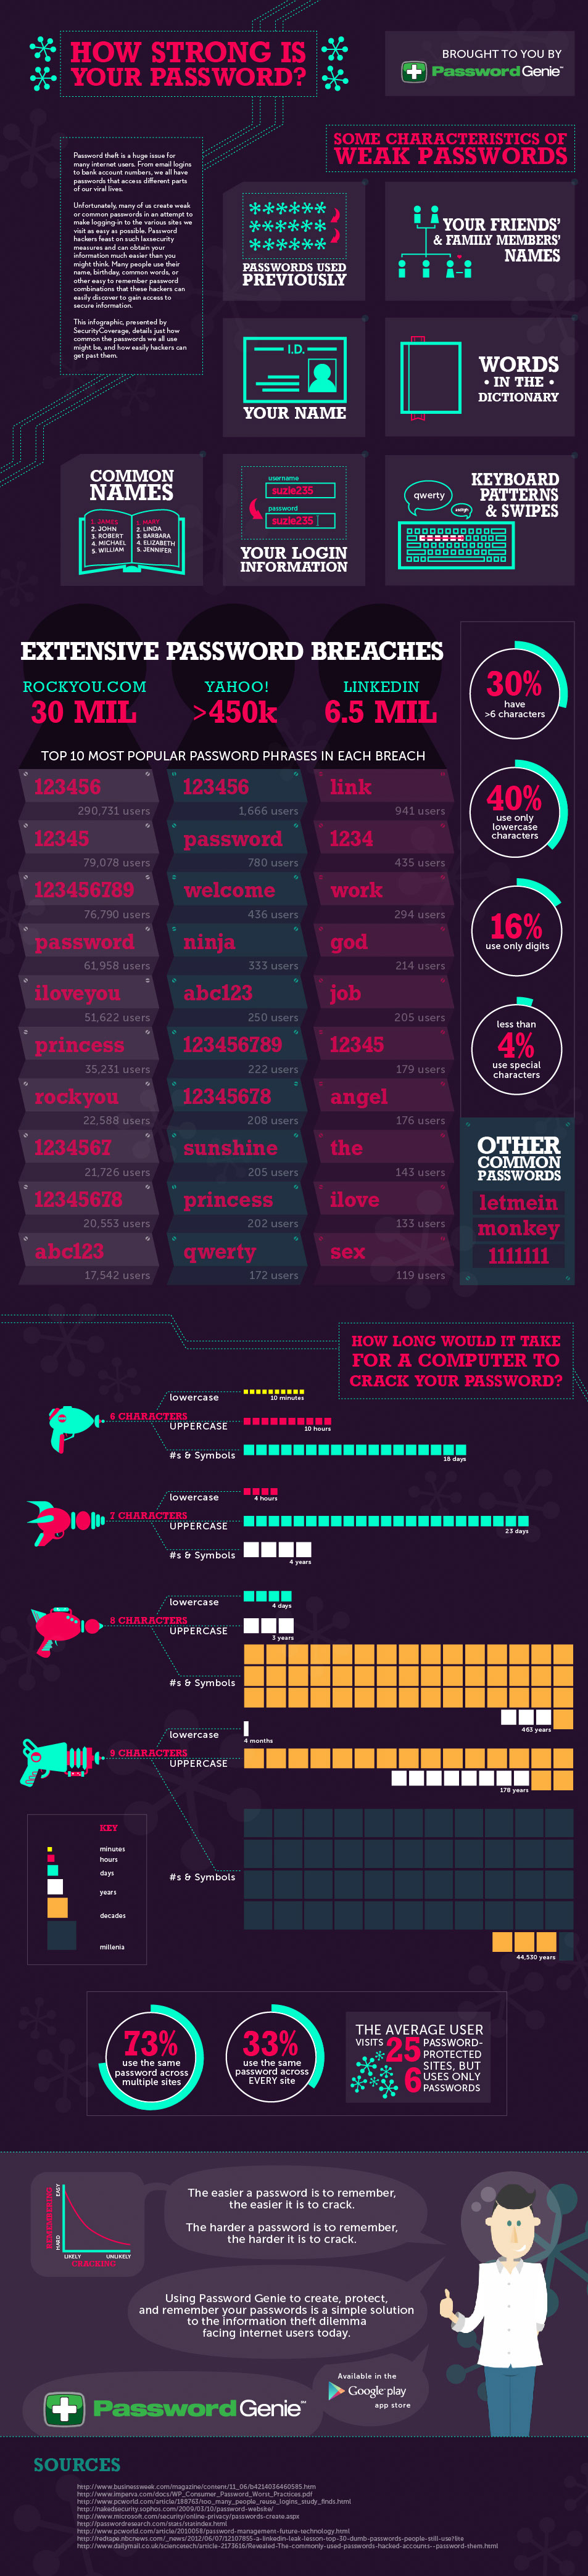 HOW STRONG IS
YOUR PASSWORD?
BROUGHT TO YOU BY
PasswordGenie™
Password theft is a huge issue for
many internet users. From email logins
to bank account numbers, we all have
passwords that access different parts
of our viral lives.
Unfortunately, many of us create weak
or common passwords in an attempt to
make logging-in to the various sites we
visit as easy as possible. Password
hackers feast on such laxsecurity
measures and can obtain your
information much easier than you
might think. Many people use their
name, birthday, common words, or
other easy to remember password
combinations that these hackers can
easily discover to gain access to
secure information.
This infographic, presented by
SecurityCoverage, details just how
common the passwords we all use
might be, and how easily hackers can
get past them.
SOME CHARACTERISTICS OF
WEAK PASSWORDS
******
******
******
PASSWORDS USED
PREVIOUSLY
YOUR FRIENDS'
& FAMILY MEMBERS'
NAMES
I.D.
YOUR NAME
WORDS
• IN THE •
DICTIONARY
COMMON
NAMES
1. JAMES
2. JOHN
3. ROBERT
4. MICHAEL
5. WILLIAM
1. MARY
2. LINDA
3. BARBARA
4. ELIZABETH
5. JENNIFER
username
suzie235
password
suzie235
YOUR LOGIN
INFORMATION
KEYBOARD
PATTERNS
& SWIPES
qwerty
EXTENSIVE PASSWORD BREACHES
ROCKYOU.COM
30 MIL
YAHOO!
>450k
LINKEDIN
6.5 MIL
TOP 10 MOST POPULAR PASSWORD PHRASES IN EACH BREACH
123456
290,731 users
12345
79,078 users
123456789
76,790 users
password
61,958 users
iloveyou
51,622 users
princess
35,231 users
rockyou
22,588 users
1234567
21,726 users
12345678
20,553 users
abc123
17,542 users
123456
1,666 users
password
780 users
welcome
436 users
ninja
333 users
abc123
250 users
123456789
222 users
12345678
208 users
sunshine
205 users
princess
202 users
qwerty
172 users
link
941 users
1234
435 users
work
294 users
god
214 users
job
205 users
12345
179 users
angel
176 users
the
143 users
ilove
133 users
sex
119 users
30%
have
>6 characters
40%
use only
lowercase
characters
16%
use only digits
less than
4%
use special
characters
OTHER
COMMON
PASSWORDS
letmein
monkey
1111111
HOW LONG WOULD IT TAKE
FOR A COMPUTER TO
CRACK YOUR PASSWORD?
6 CHARACTERS
lowercase
10 minutes
UPPERCASE
10 hours
#s & Symbols
18 days
7 CHARACTERS
lowercase
4 hours
UPPERCASE
23 days
#s & Symbols
4 years
8 CHARACTERS
lowercase
4 days
UPPERCASE
3 years
#s & Symbols
463 years
9 CHARACTERS
lowercase
4 months
UPPERCASE
178 years
#s & Symbols
44,530 years
KEY
minutes
hours
days
years
decades
millenia
73%
use the same
password across
multiple sites
33%
use the same
password across
EVERY site
THE AVERAGE USER
VISITS 25 PASSWORD-
PROTECTED
SITES, BUT
USES ONLY
6 PASSWORDS
REMEMBERING
EASY
HARD
LIKELY
UNLIKELY
CRACKING
The easier a password is to remember,
the easier it is to crack.
The harder a password is to remember,
the harder it is to crack.
Using Password Genie to create, protect,
and remember your passwords is a simple solution
to the information theft dilemma
facing internet users today.
PasswordGenie™
Available in the
Google play
app store
SOURCES
http://www.businessweek.com/magazine/content/11_06/b4214036460585.htm
http://www.imperva.com/docs/WP_Consumer_Password_Worst_Practices.pdf
http://www.pcworld.com/article/188763/too_many_people_reuse_logins_study_finds.html
http://nakedsecurity.sophos.com/2009/03/10/password-website/
http://www.microsoft.com/security/online-privacy/passwords-create.aspx
http://passwordresearch.com/stats/statindex.html
http://www.pcworld.com/article/2010058/password-management-future-technology.html
http://redtape.nbcnews.com/_news/2012/06/07/12107855-a-linkedin-leak-lesson-top-30-dumb-passwords-people-still-use?lite
http://www.dailymail.co.uk/sciencetech/article-2173616/Revealed-The-commonly-used-passwords-hacked-accounts--password-them.html